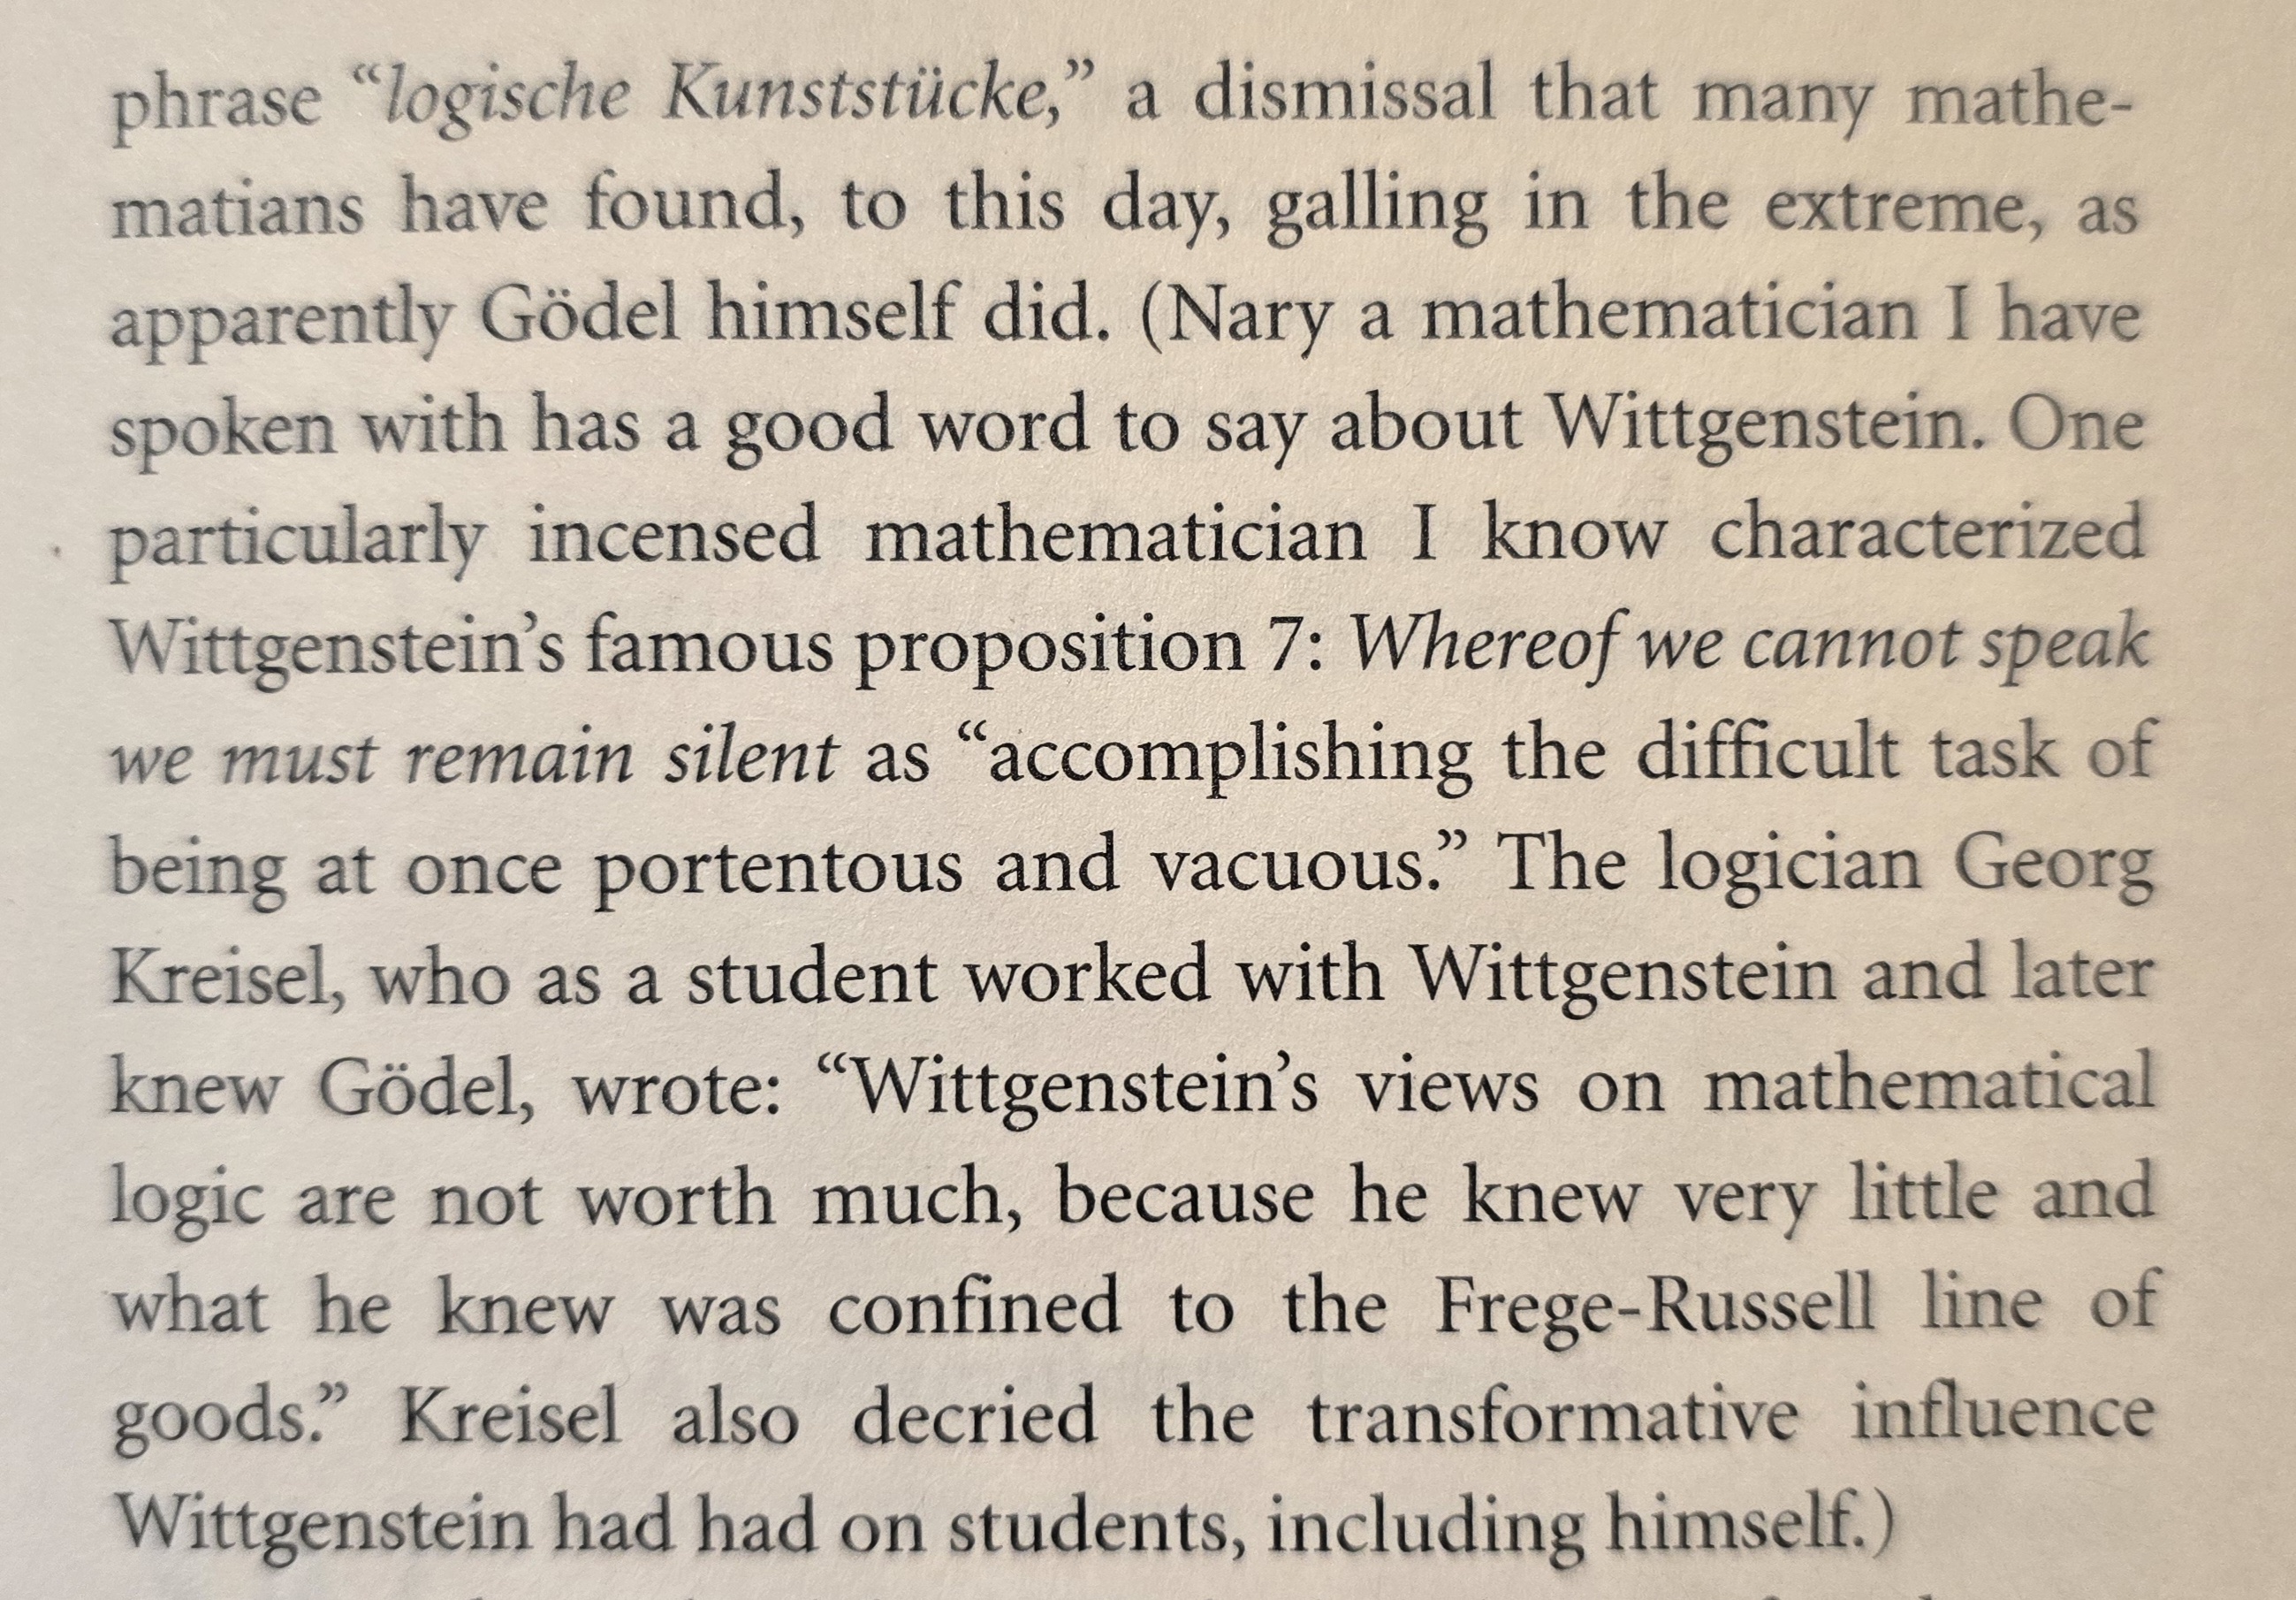 phrase “logische Kunststücke,” a dismissal that many mathe-
matians have found, to this day, galling in the extreme, as
apparently Gödel himself did. (Nary a mathematician I have
spoken with has a good word to say about Wittgenstein. One
particularly incensed mathematician I know characterized
Wittgenstein’s famous proposition 7: Whereof we cannot speak
we must remain silent as “accomplishing the difficult task of
being at once portentous and vacuous.” The logician Georg
Kreisel, who as a student worked with Wittgenstein and later
knew Gödel, wrote: “Wittgenstein’s views on mathematical
logic are not worth much, because he knew very little and
what he knew was confined to the Frege-Russell line of
goods.” Kreisel also decried the transformative influence
Wittgenstein had had on students, including himself.)